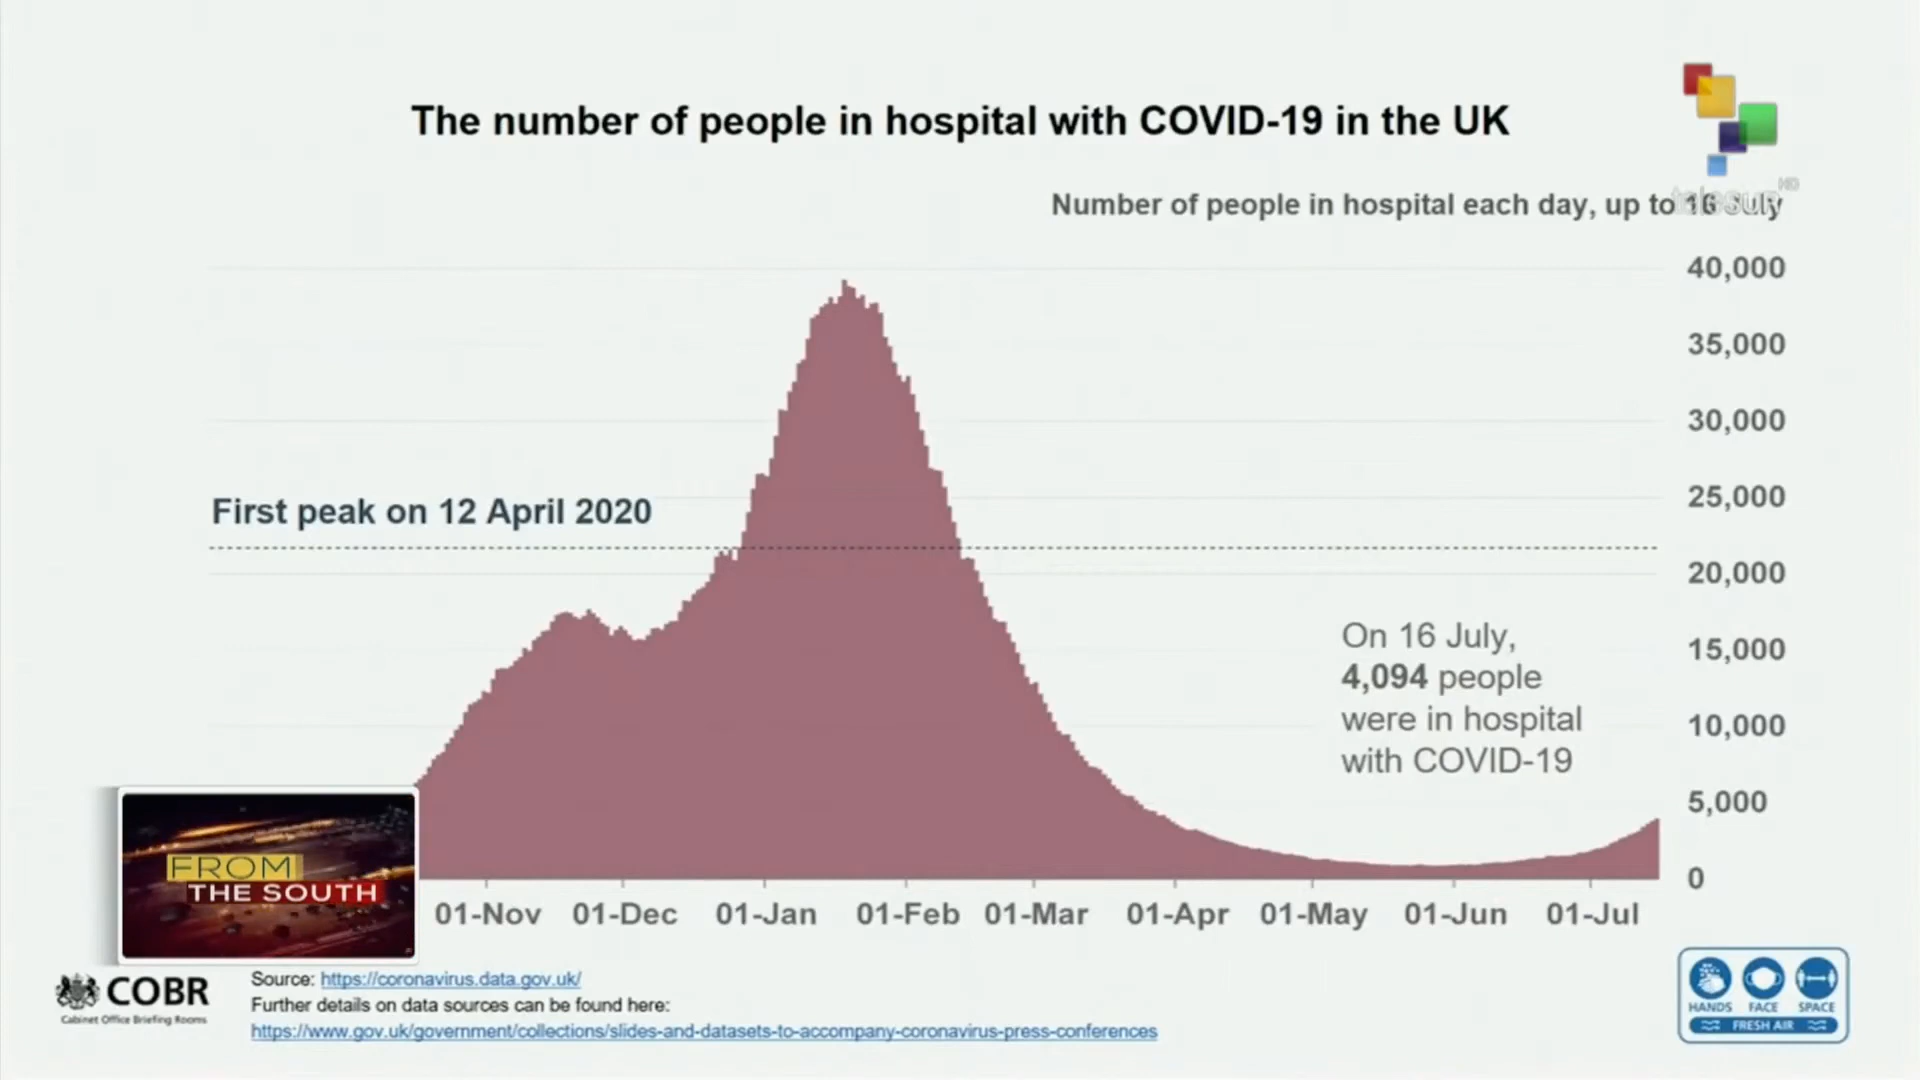 The number of people in hospital with COVID-19 in the UK
Number of people in hospital each day, up to 16 July
telesur HD
40,000
35,000
30,000
25,000
First peak on 12 April 2020
20,000
On 16 July,
4,094 people
were in hospital
with COVID-19
15,000
10,000
5,000
0
FROM
THE SOUTH
01-Nov 01-Dec 01-Jan 01-Feb 01-Mar 01-Apr 01-May 01-Jun 01-Jul
COBR
Cabinet Office Briefing Rooms
Source: https://coronavirus.data.gov.uk/
Further details on data sources can be found here:
https://www.gov.uk/government/collections/slides-and-datasets-to-accompany-coronavirus-press-conferences
HANDS FACE SPACE
FRESH AIR